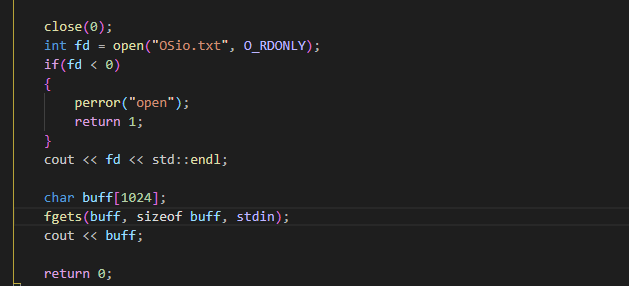 close(0);
int fd = open("OSio.txt", O_RDONLY);
if(fd < 0)
{
    perror("open");
    return 1;
}
cout << fd << std::endl;

char buff[1024];
fgets(buff, sizeof buff, stdin);
cout << buff;

return 0;